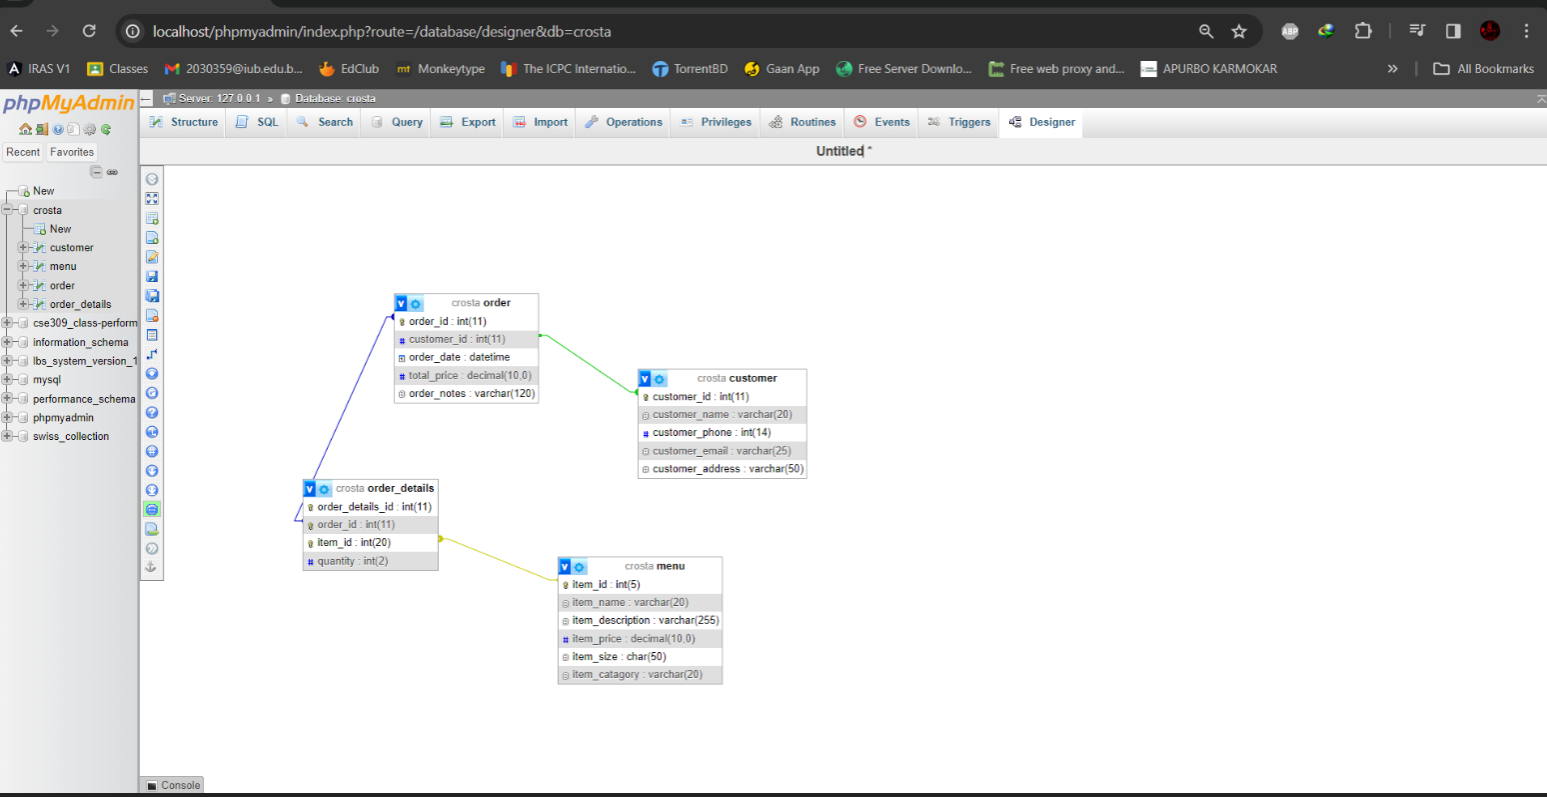 localhost/phpmyadmin/index.php?route=/database/designer&db=crosta
ABP
IRAS V1 Classes 2030359@iub.edu.b... EdClub mt Monkeytype The ICPC Internatio... TorrentBD Gaan App Free Server Downlo... Free web proxy and... APURBO KARMOKAR » All Bookmarks
phpMyAdmin
Recent Favorites
New
crosta
New
customer
menu
order
order_details
cse309_class-perform
information_schema
lbs_system_version_1
mysql
performance_schema
phpmyadmin
swiss_collection
Server: 127.0.0.1 » Database: crosta
Structure SQL Search Query Export Import Operations Privileges Routines Events Triggers Designer
Untitled *
crosta order
order_id : int(11)
customer_id : int(11)
order_date : datetime
total_price : decimal(10,0)
order_notes : varchar(120)
crosta customer
customer_id : int(11)
customer_name : varchar(20)
customer_phone : int(14)
customer_email : varchar(25)
customer_address : varchar(50)
crosta order_details
order_details_id : int(11)
order_id : int(11)
item_id : int(20)
quantity : int(2)
crosta menu
item_id : int(5)
item_name : varchar(20)
item_description : varchar(255)
item_price : decimal(10,0)
item_size : char(50)
item_catagory : varchar(20)
Console